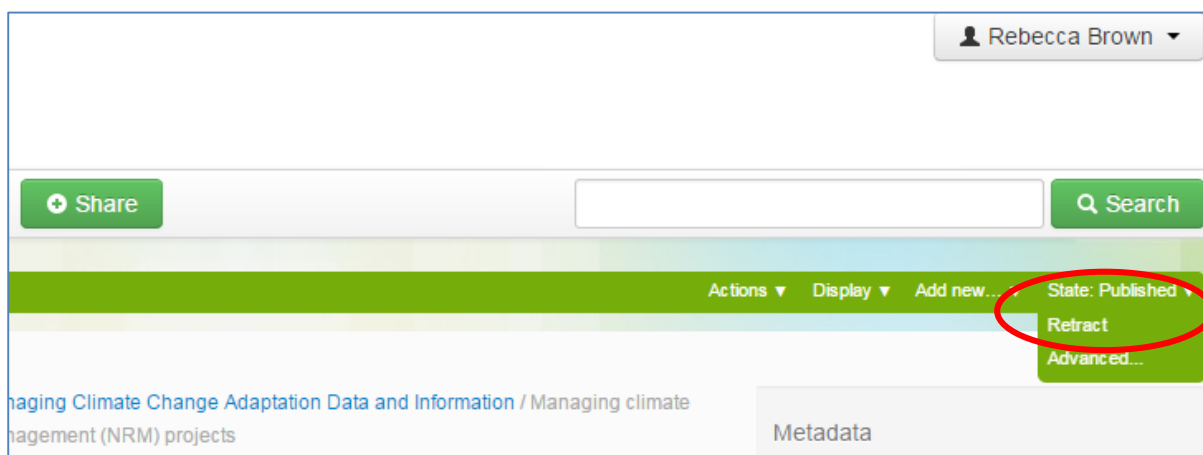 Rebecca Brown
Share
Search
Actions ▼ Display ▼ Add new... ▼ State: Published ▼
Retract
Advanced...
naging Climate Change Adaptation Data and Information / Managing climate
nagement (NRM) projects
Metadata